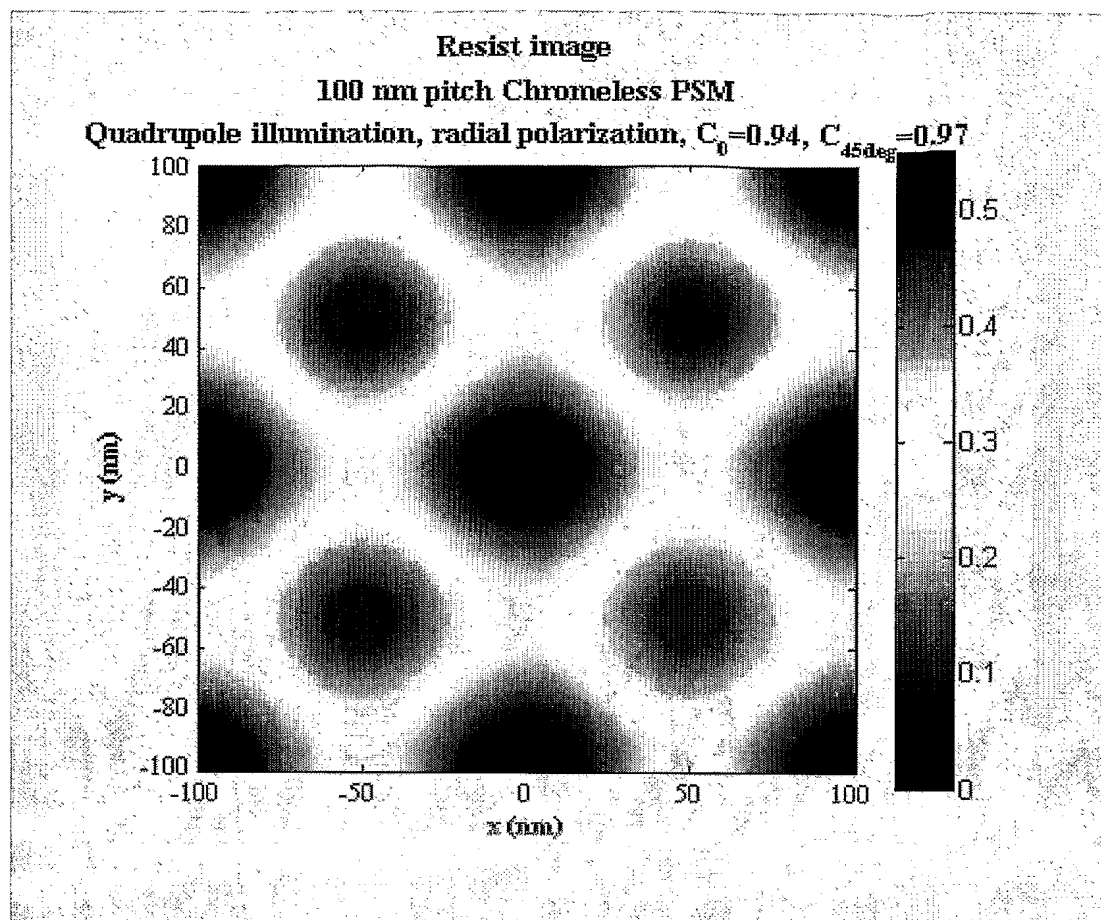 Resist image
100 nm pitch Chromeless PSM
Quadrupole illumination, radial polarization, C0=0.94, C45deg=0.97
100
80
60
40
20
0
-20
-40
-60
-80
-100
y (nm)
-100 -50 0 50 100
x (nm)
0.5
0.4
0.3
0.2
0.1
0